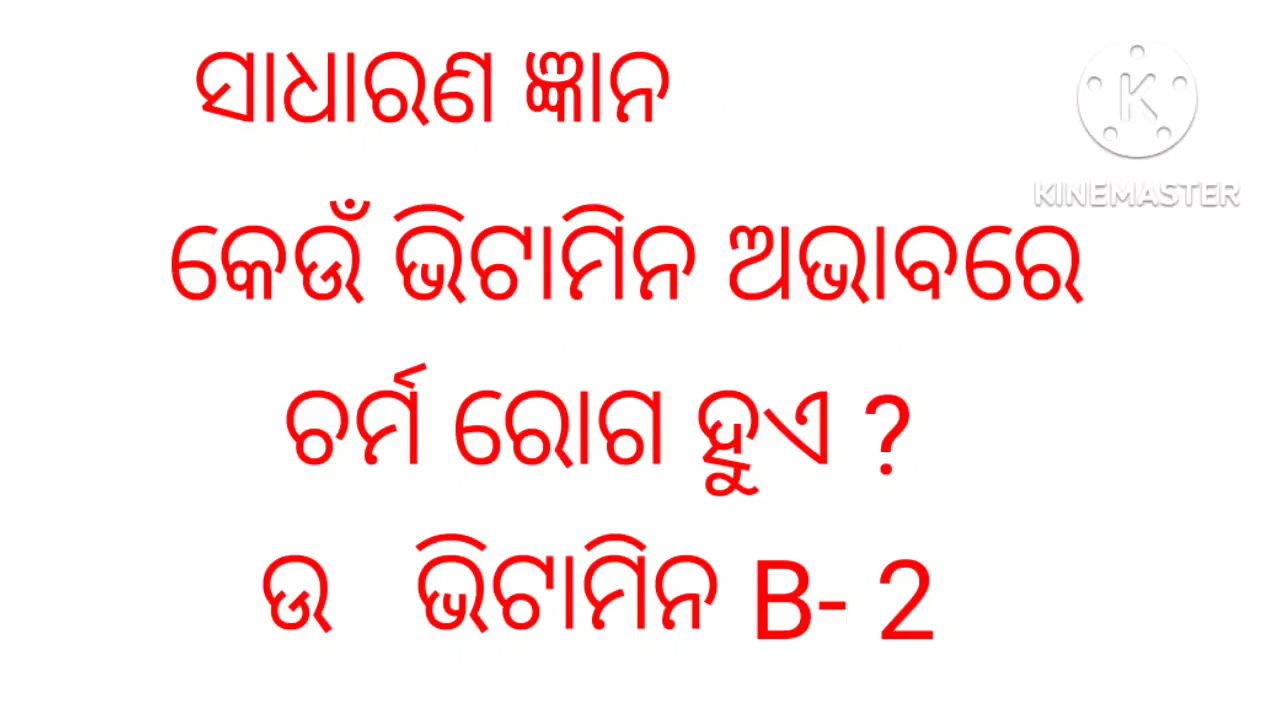 ସାଧାରଣ ଜ୍ଞାନ
KINEMASTER
କେଉଁ ଭିଟାମିନ ଅଭାବରେ
ଚର୍ମ ରୋଗ ହୁଏ ?
ଉ ଭିଟାମିନ B- 2